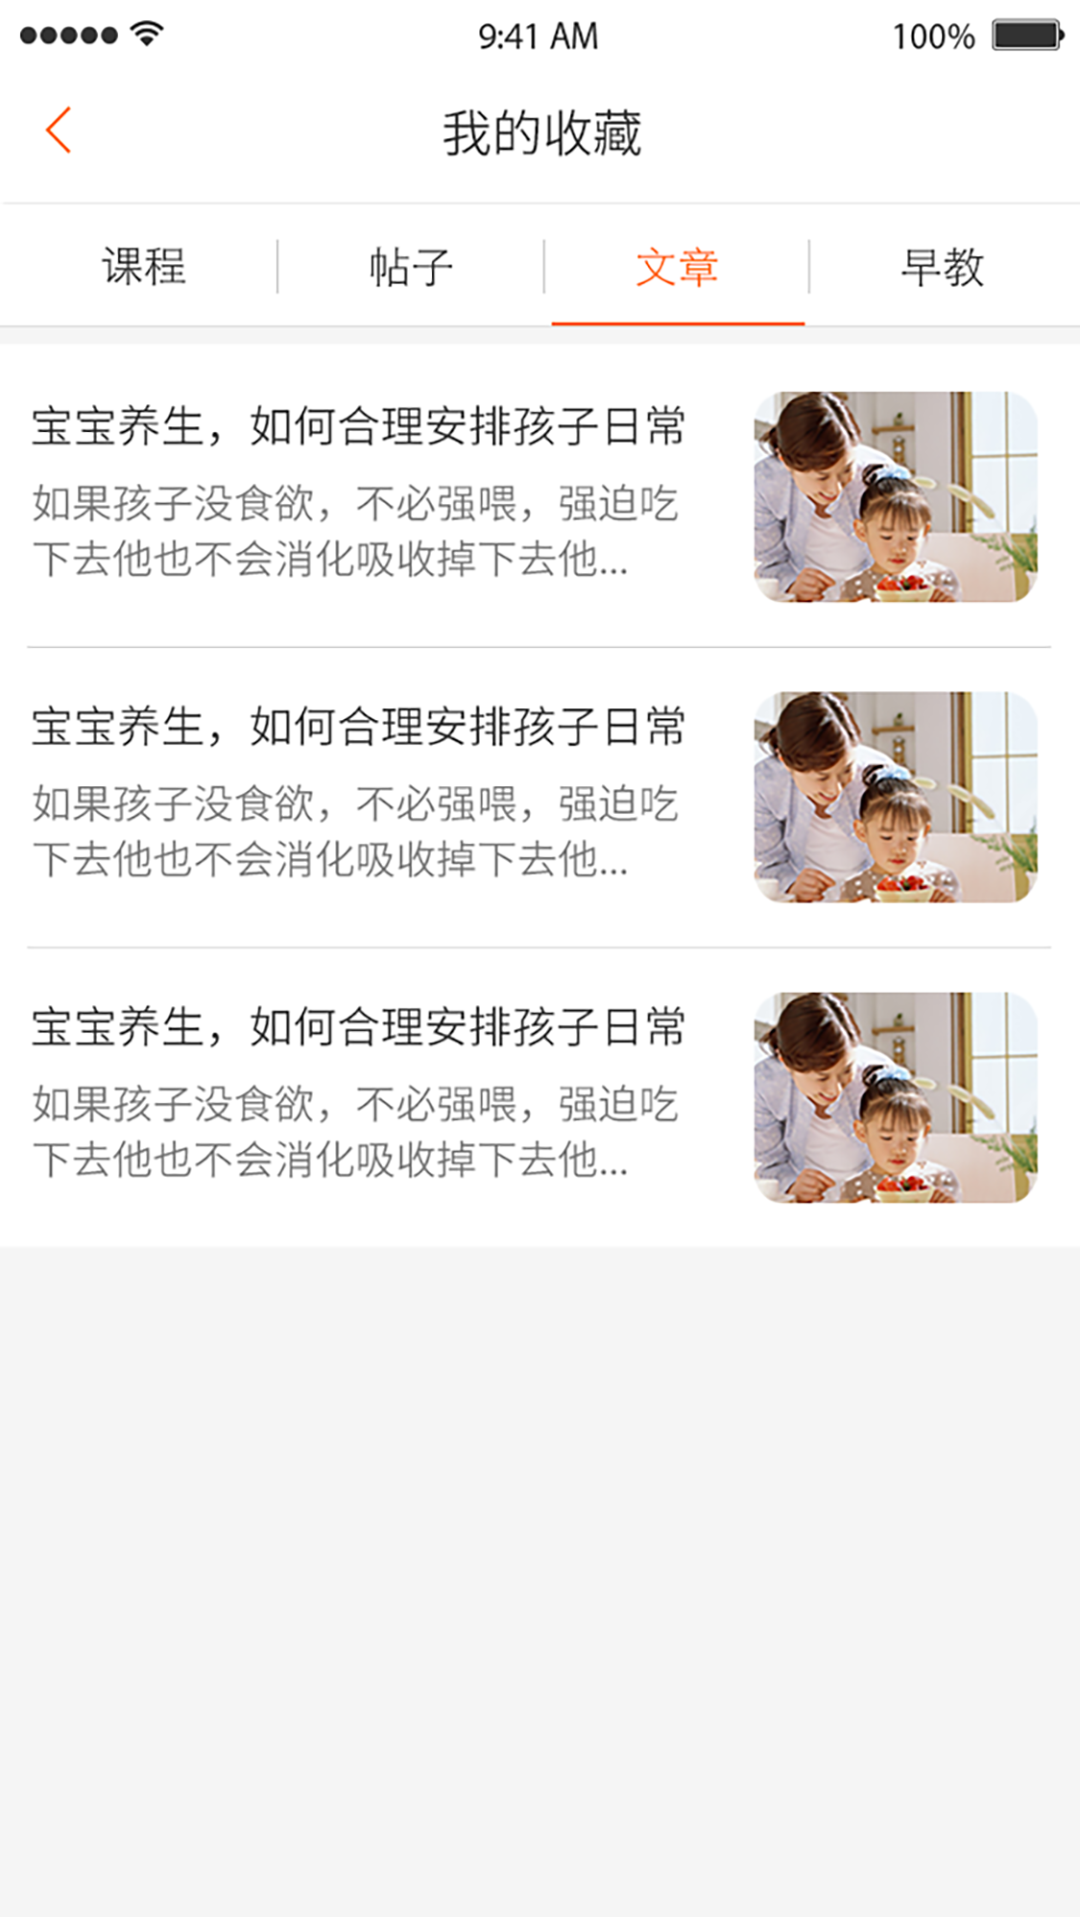 9:41 AM
100%
我的收藏
课程
帖子
文章
早教
宝宝养生，如何合理安排孩子日常
如果孩子没食欲，不必强喂，强迫吃
下去他也不会消化吸收掉下去他...
宝宝养生，如何合理安排孩子日常
如果孩子没食欲，不必强喂，强迫吃
下去他也不会消化吸收掉下去他...
宝宝养生，如何合理安排孩子日常
如果孩子没食欲，不必强喂，强迫吃
下去他也不会消化吸收掉下去他...